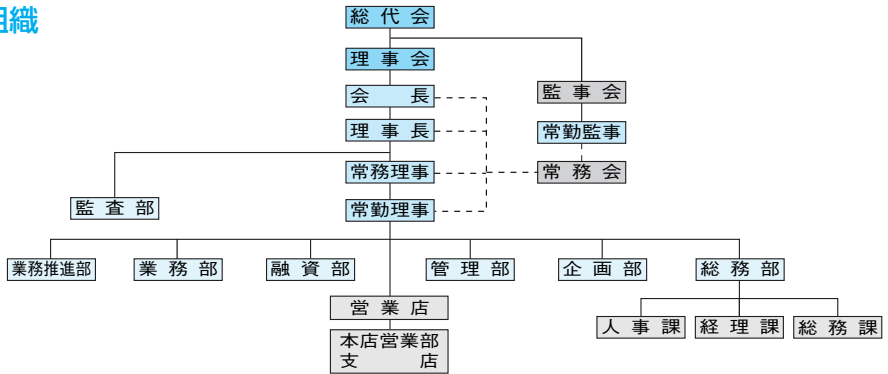 組織
総代会
理事会
会長
監事会
理事長
常勤監事
常務理事
常務会
監査部
常勤理事
業務推進部
業務部
融資部
管理部
企画部
総務部
営業店
人事課
経理課
総務課
本店営業部
支店